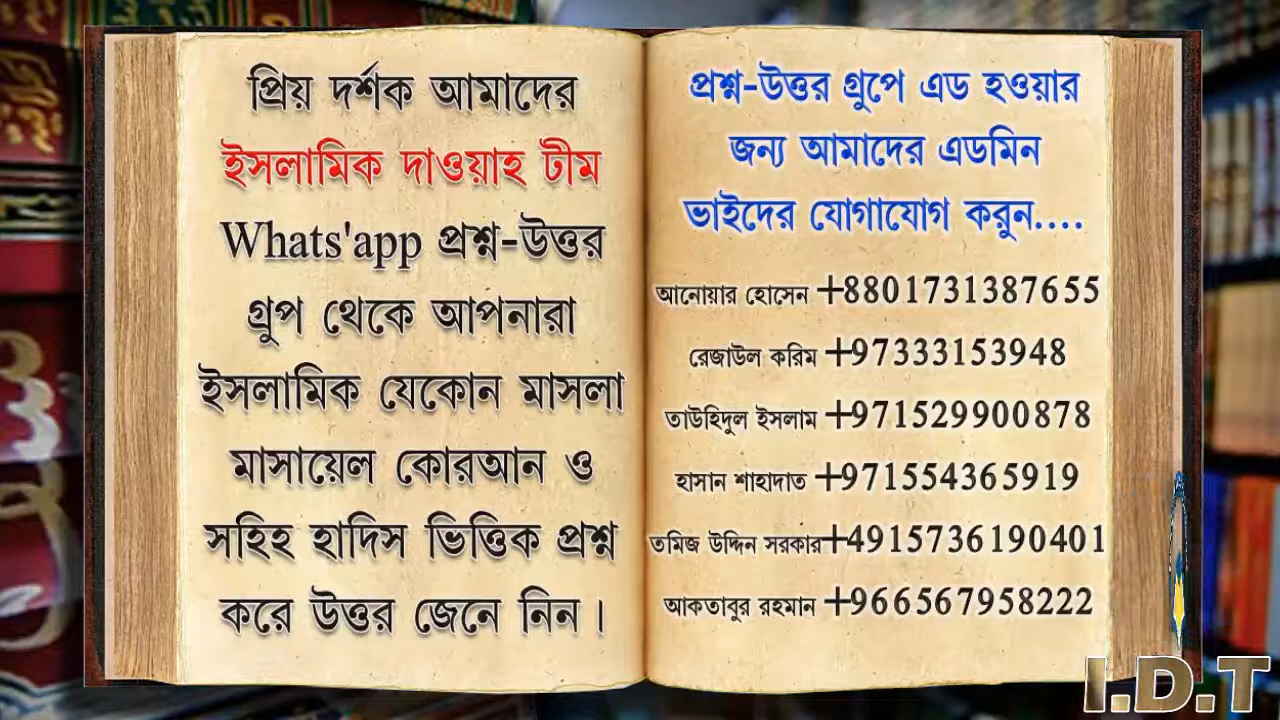 প্রিয় দর্শক আমাদের
ইসলামিক দাওয়াহ টীম
Whats'app প্রশ্ন-উত্তর
গ্রুপ থেকে আপনারা
ইসলামিক যেকোন মাসলা
মাসায়েল কোরআন ও
সহিহ হাদিস ভিত্তিক প্রশ্ন
করে উত্তর জেনে নিন।
প্রশ্ন-উত্তর গ্রুপে এড হওয়ার
জন্য আমাদের এডমিন
ভাইদের যোগাযোগ করুন....
আনোয়ার হোসেন +8801731387655
রেজাউল করিম +97333153948
তাউহিদুল ইসলাম +971529900878
হাসান শাহাদাত +971554365919
তমিজ উদ্দিন সরকার+4915736190401
আকতাবুর রহমান +966567958222
I.D.T